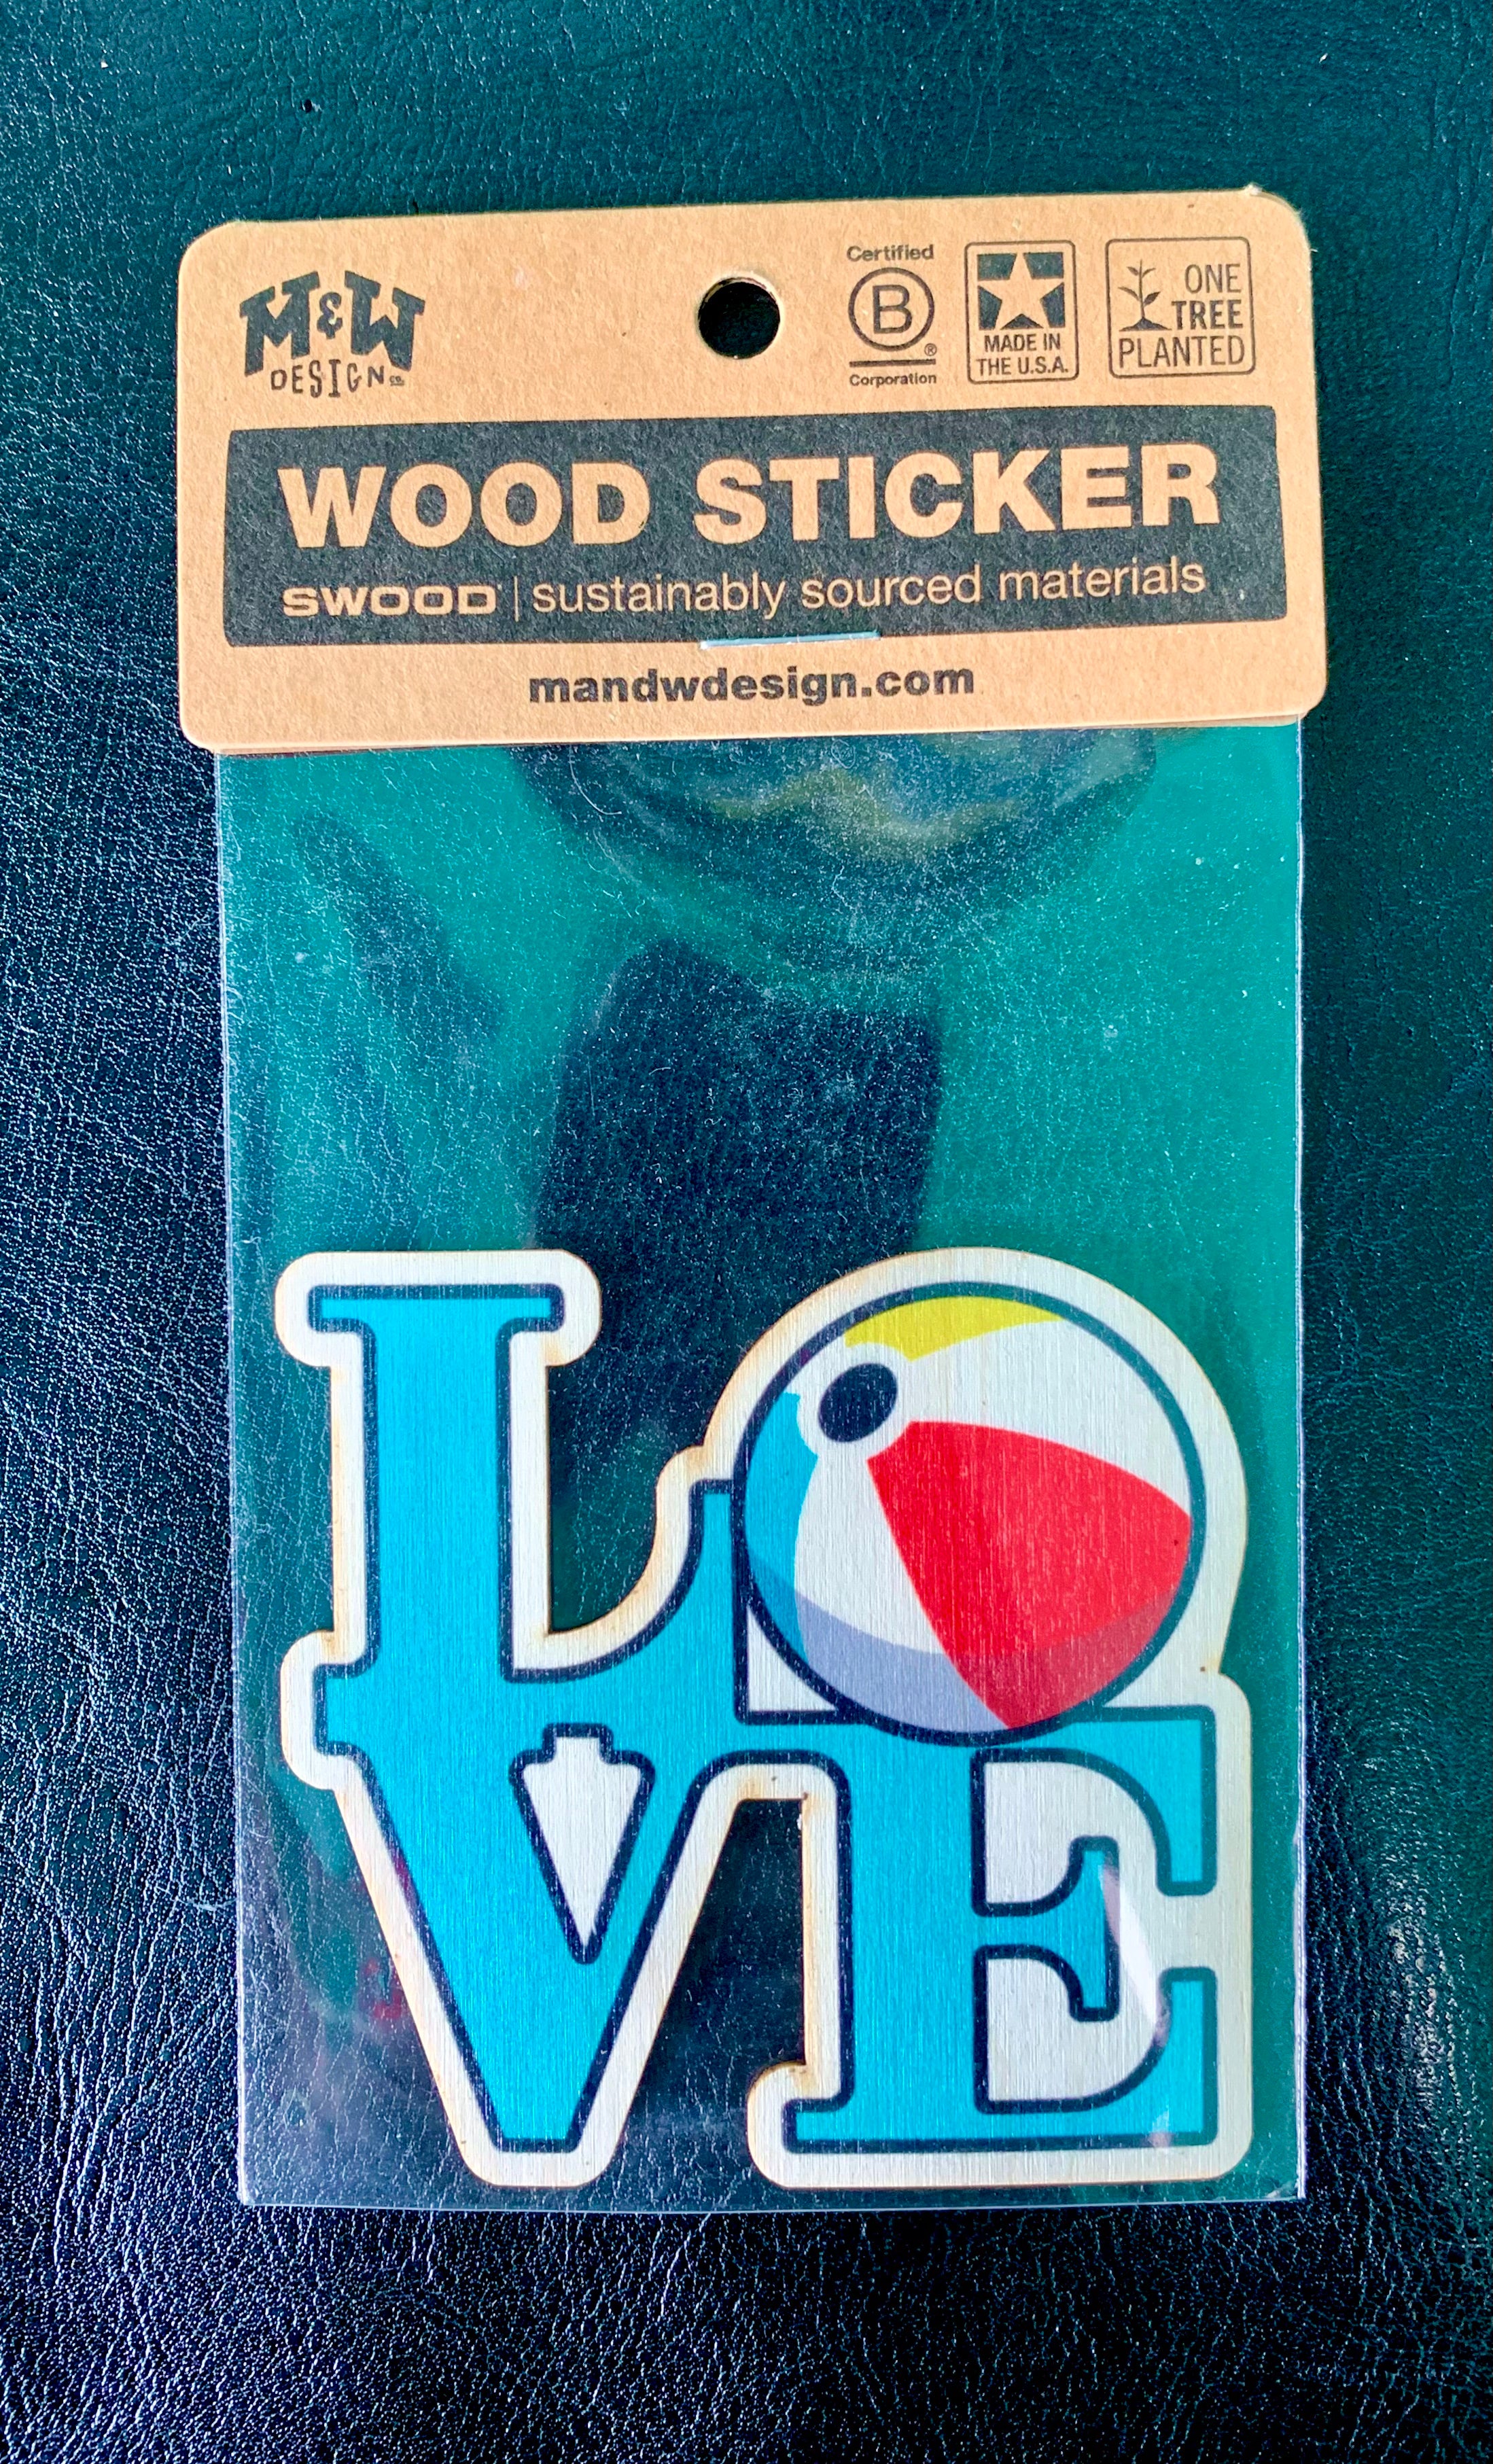 M&W
DESIGN CO.
Certified
B
®
Corporation
MADE IN
THE U.S.A.
ONE
TREE
PLANTED
WOOD STICKER
SWOOD | sustainably sourced materials
mandwdesign.com
L
VE